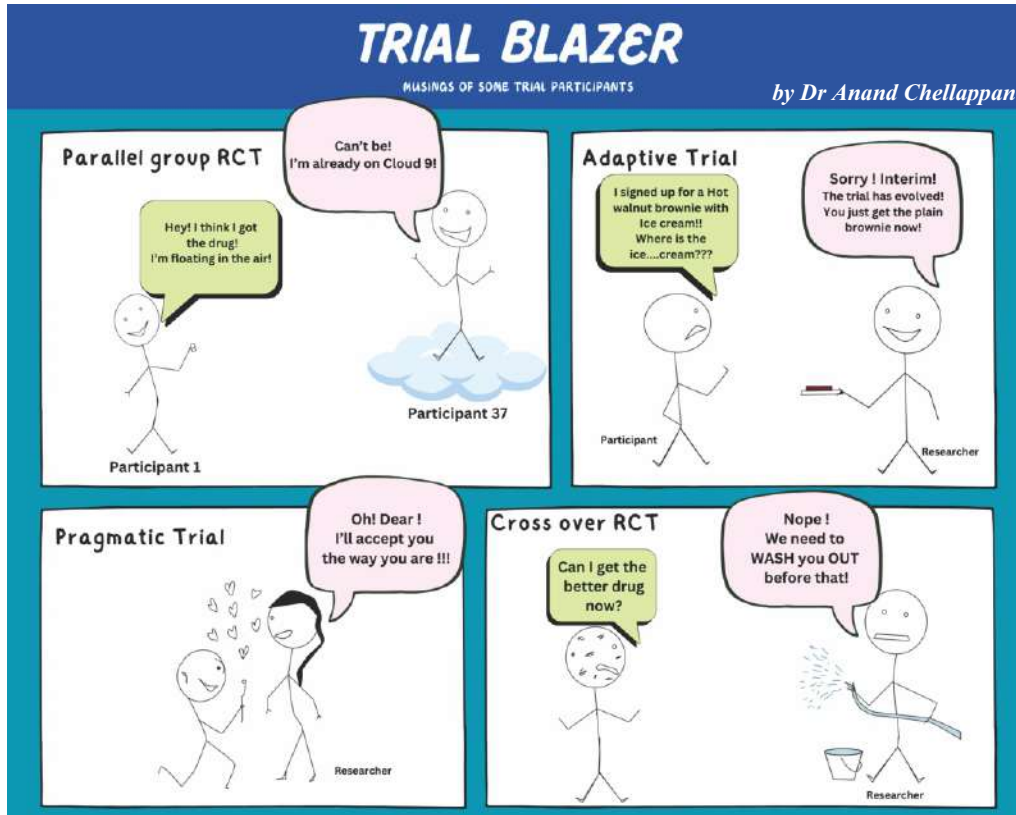 TRIAL BLAZER
MUSINGS OF SOME TRIAL PARTICIPANTS
by Dr Anand Chellappan
Parallel group RCT
Can't be!
I'm already on Cloud 9!
Hey! I think I got
the drug!
I'm floating in the air!
Participant 37
Participant 1
Adaptive Trial
I signed up for a Hot
walnut brownie with
Ice cream!!
Where is the
ice....cream???
Sorry ! Interim!
The trial has evolved!
You just get the plain
brownie now!
Participant
Researcher
Pragmatic Trial
Oh! Dear !
I'll accept you
the way you are !!!
Researcher
Cross over RCT
Can I get the
better drug
now?
Nope !
We need to
WASH you OUT
before that!
Researcher